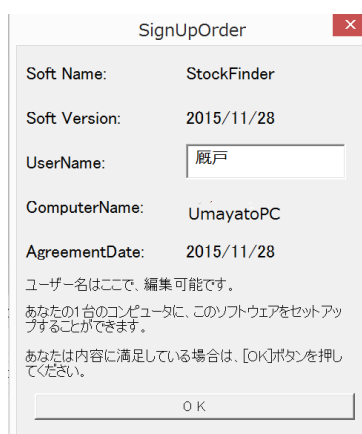 SignUpOrder
Soft Name: StockFinder
Soft Version: 2015/11/28
UserName: 厩戸
ComputerName: UmayatoPC
AgreementDate: 2015/11/28
ユーザー名はここで、編集可能です。
あなたの1台のコンピュータに、このソフトウェアをセットアッ
プすることができます。
あなたは内容に満足している場合は、[OK]ボタンを押し
てください。
OK